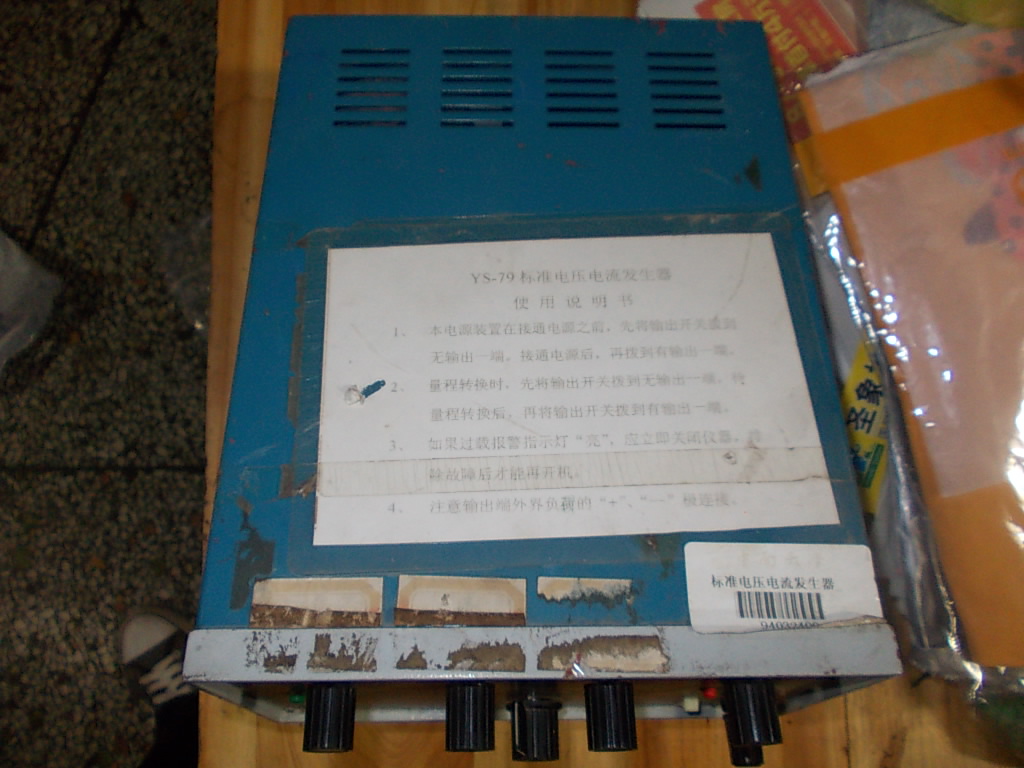 YS-79 标准电压电流发生器
使用说明书
1、 本电源装置在接通电源之前，先将输出开关拨到
无输出一端。接通电源后，再拨到有输出一端。
2、 量程转换时，先将输出开关拨到无输出一端，待
量程转换后，再将输出开关拨到有输出一端。
3、 如果过载报警指示灯“亮”，应立即关闭仪器。
除故障后才能再开机。
4、 注意输出端外界负荷的“+”、“—”极连接。
标准电压电流发生器
安象